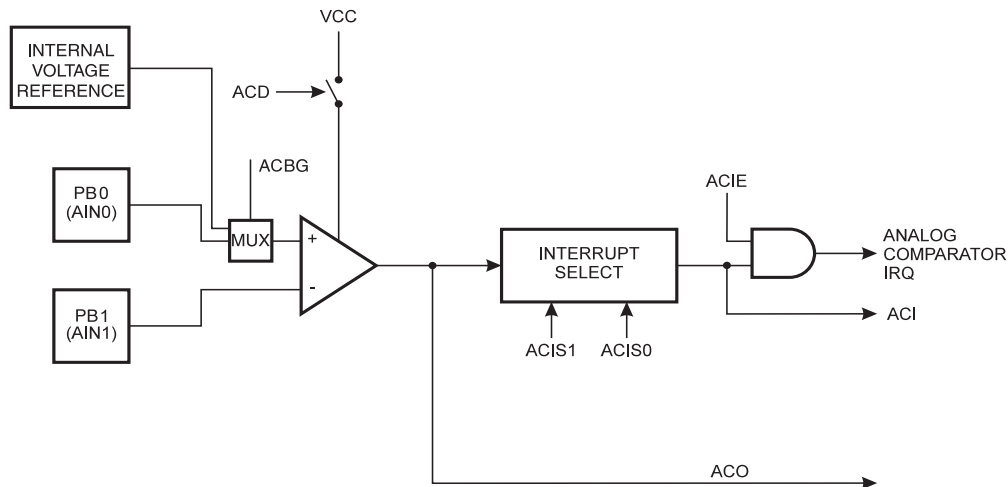 VCC
INTERNAL
VOLTAGE
REFERENCE
ACD
ACBG
PB0
(AIN0)
MUX
+
-
PB1
(AIN1)
INTERRUPT
SELECT
ACIS1 ACIS0
ACIE
ANALOG
COMPARATOR
IRQ
ACI
ACO